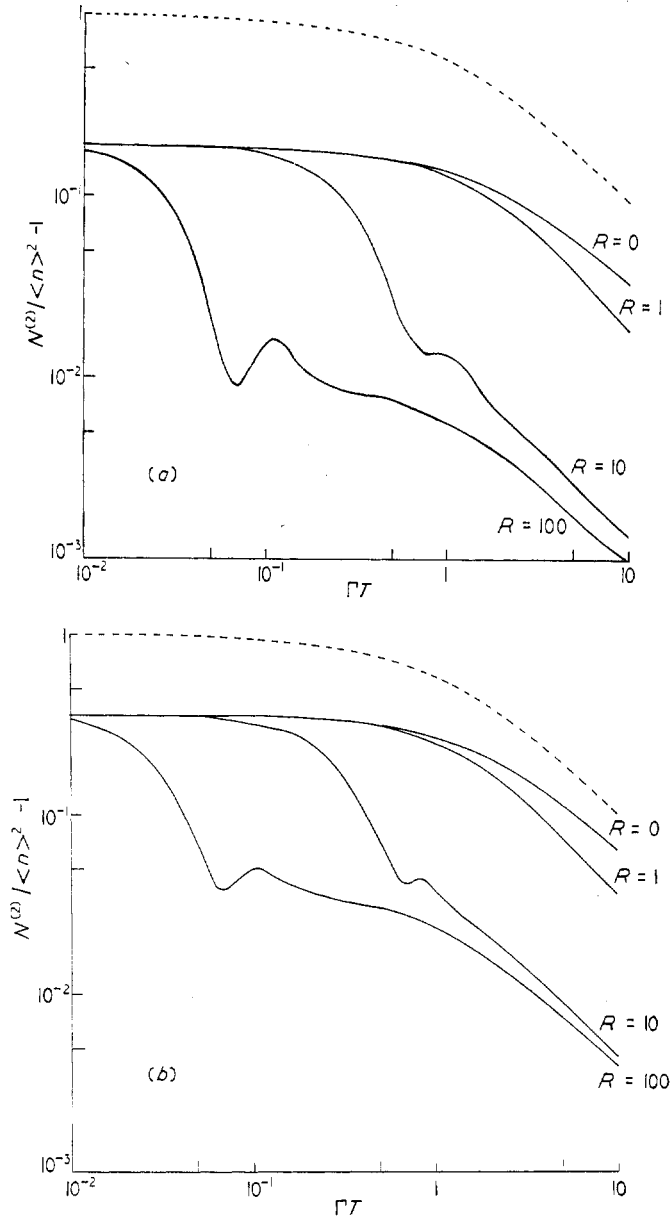 1
10⁻¹
10⁻²
10⁻³
N⁽²⁾/<n>² -1
R = 0
R = 1
R = 10
R = 100
(a)
10⁻² 10⁻¹ 1 10
ΓT
1
10⁻¹
10⁻²
10⁻³
N⁽²⁾/<n>² -1
R = 0
R = 1
R = 10
R = 100
(b)
10⁻² 10⁻¹ 1 10
ΓT